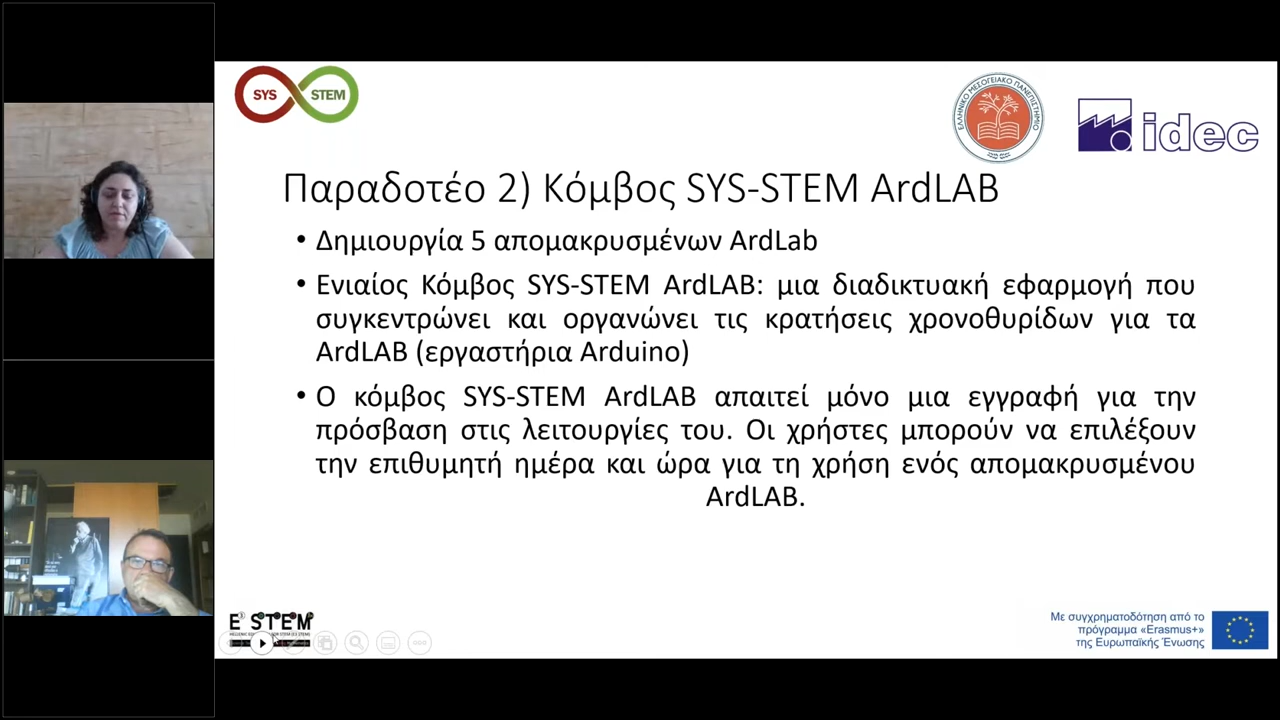 SYS STEM
ΕΛΛΗΝΙΚΟ ΜΕΣΟΓΕΙΑΚΟ ΠΑΝΕΠΙΣΤΗΜΙΟ
idec
Παραδοτέο 2) Κόμβος SYS-STEM ArdLAB
• Δημιουργία 5 απομακρυσμένων ArdLab
• Ενιαίος Κόμβος SYS-STEM ArdLAB: μια διαδικτυακή εφαρμογή που
συγκεντρώνει και οργανώνει τις κρατήσεις χρονοθυρίδων για τα
ArdLAB (εργαστήρια Arduino)
• Ο κόμβος SYS-STEM ArdLAB απαιτεί μόνο μια εγγραφή για την
πρόσβαση στις λειτουργίες του. Οι χρήστες μπορούν να επιλέξουν
την επιθυμητή ημέρα και ώρα για τη χρήση ενός απομακρυσμένου
ArdLAB.
E STEM
Με συγχρηματοδότηση από το
πρόγραμμα «Erasmus+»
της Ευρωπαϊκής Ένωσης